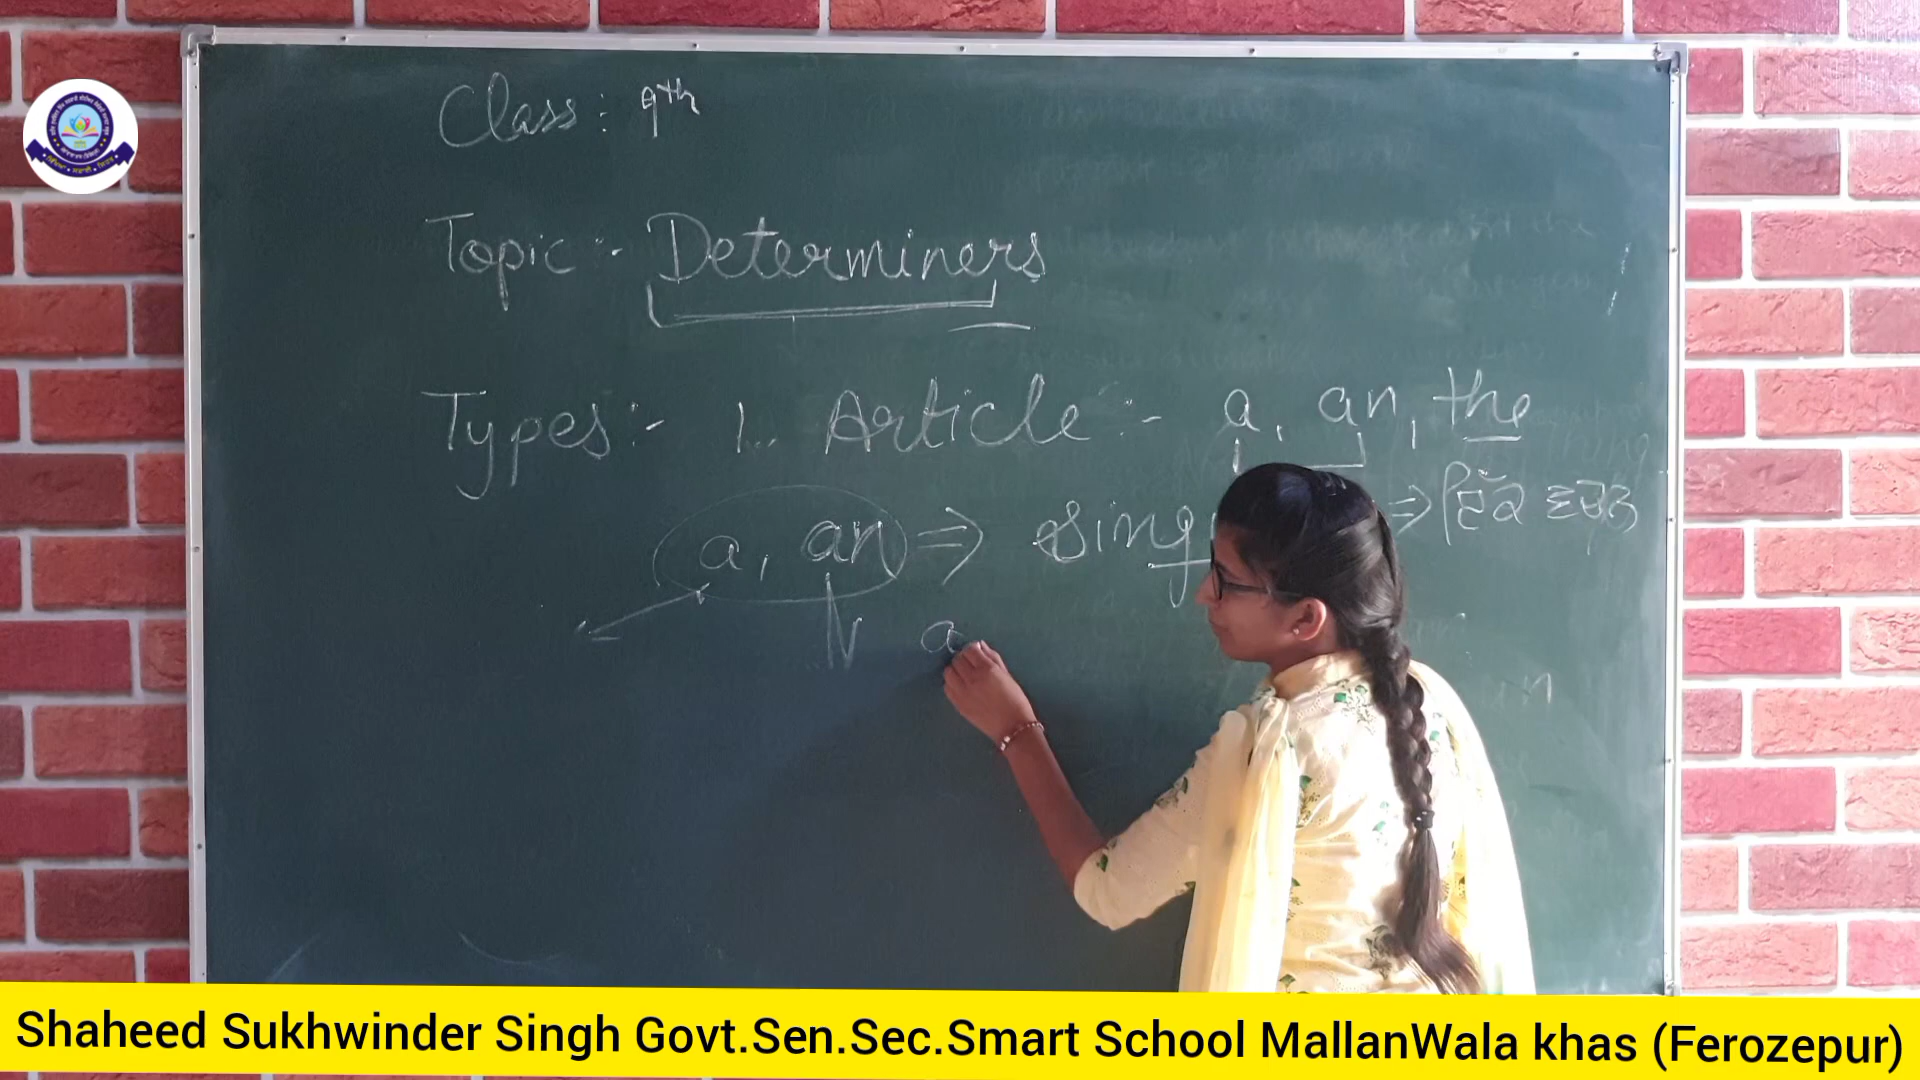 Class : 9th
Topic :- Determiners
Types :- 1.. Article :- a, an, the
a, an ⇒ Sing ⇒ ਇੱਕ ਵਚਨ
a
Shaheed Sukhwinder Singh Govt.Sen.Sec.Smart School MallanWala khas (Ferozepur)